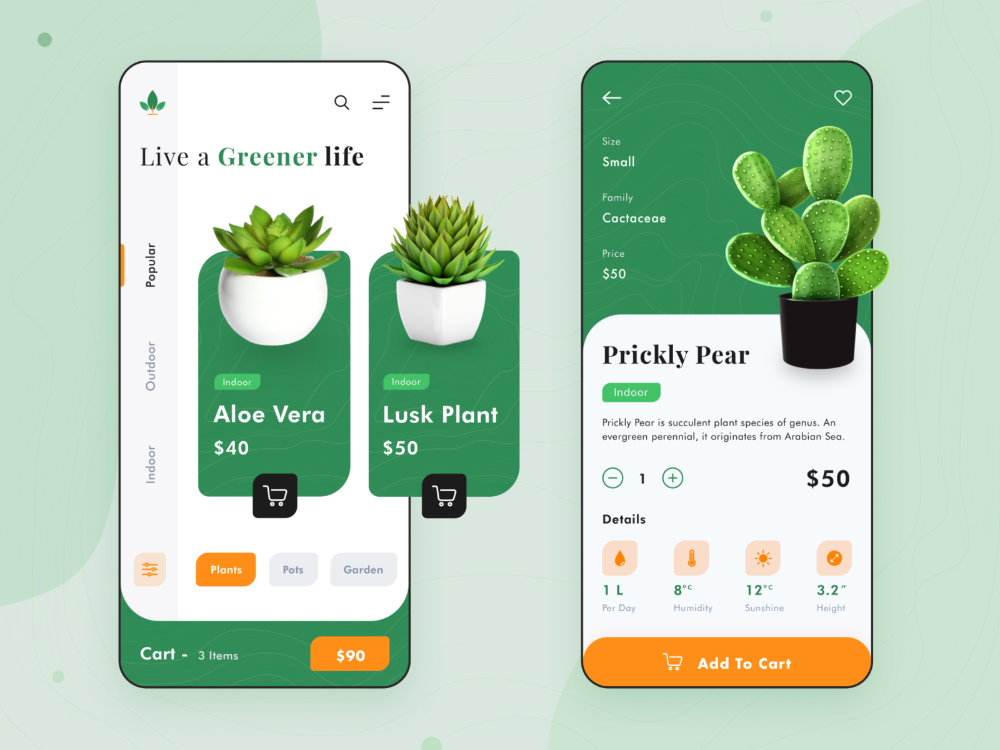 Live a Greener life
Popular
Outdoor
Indoor
Indoor
Aloe Vera
$40
Indoor
Lusk Plant
$50
Plants
Pots
Garden
Cart - 3 Items
$90
Size
Small
Family
Cactaceae
Price
$50
Prickly Pear
Indoor
Prickly Pear is succulent plant species of genus. An
evergreen perennial, it originates from Arabian Sea.
1
$50
Details
1 L
Per Day
8°C
Humidity
12°C
Sunshine
3.2″
Height
Add To Cart